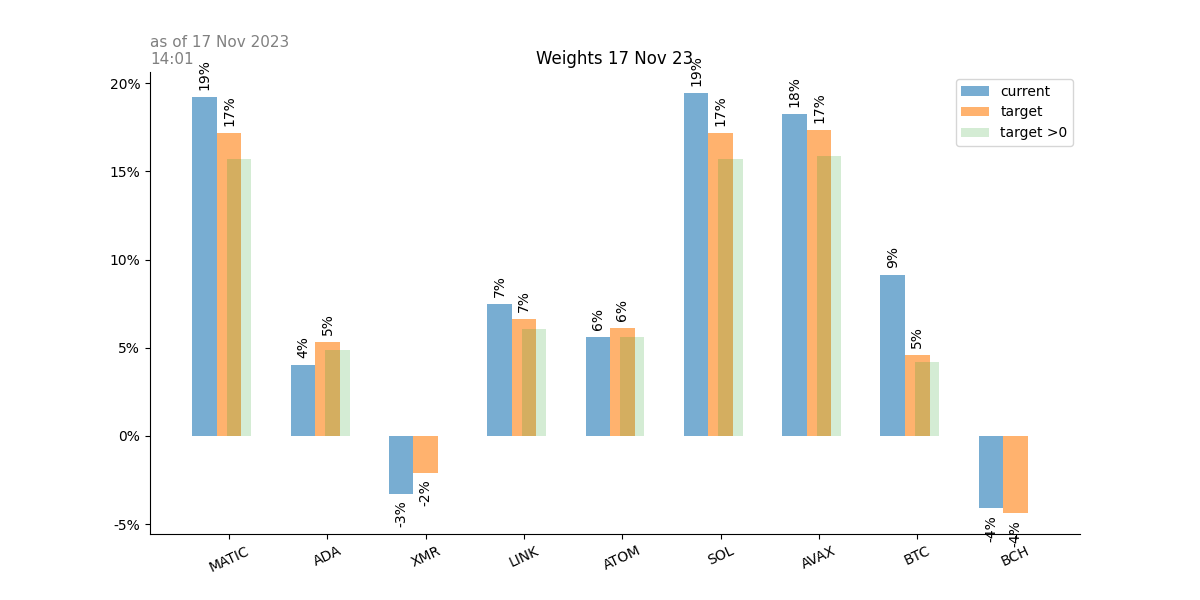 as of 17 Nov 2023
14:01
Weights 17 Nov 23
current
target
target >0
20%
15%
10%
5%
0%
-5%
19%
17%
4%
5%
-3%
-2%
7%
7%
6%
6%
19%
17%
18%
17%
9%
5%
-4%
-4%
MATIC
ADA
XMR
LINK
ATOM
SOL
AVAX
BTC
BCH